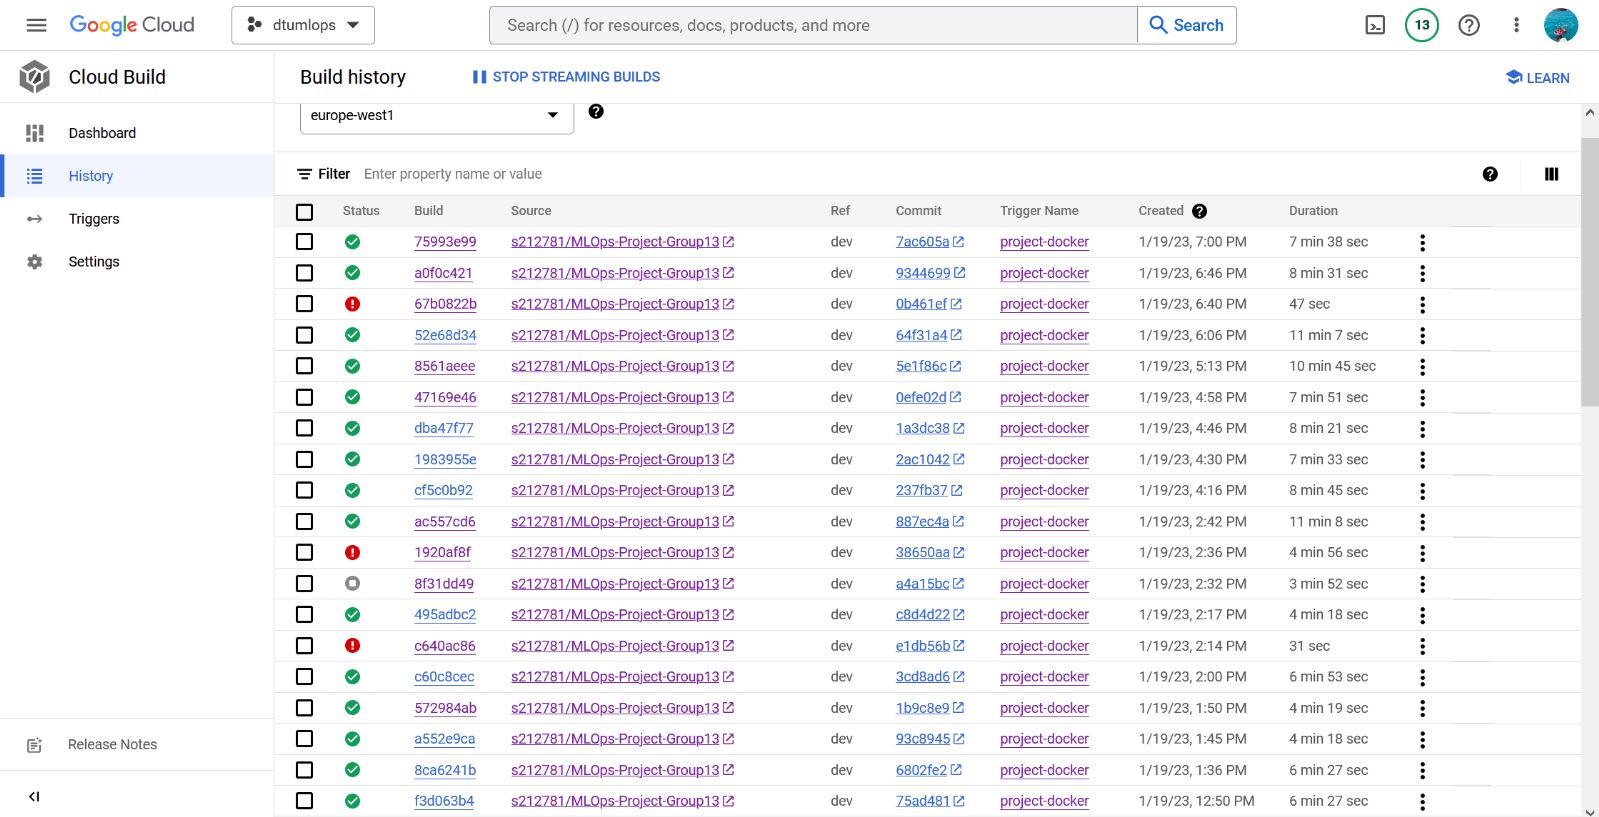 Google Cloud dtumlops Search (/) for resources, docs, products, and more Search 13
Cloud Build Build history STOP STREAMING BUILDS LEARN
europe-west1
Dashboard
History
Triggers
Settings
Release Notes
Filter Enter property name or value
Status Build Source Ref Commit Trigger Name Created Duration
75993e99 s212781/MLOps-Project-Group13 dev 7ac605a project-docker 1/19/23, 7:00 PM 7 min 38 sec
a0f0c421 s212781/MLOps-Project-Group13 dev 9344699 project-docker 1/19/23, 6:46 PM 8 min 31 sec
67b0822b s212781/MLOps-Project-Group13 dev 0b461ef project-docker 1/19/23, 6:40 PM 47 sec
52e68d34 s212781/MLOps-Project-Group13 dev 64f31a4 project-docker 1/19/23, 6:06 PM 11 min 7 sec
8561aeee s212781/MLOps-Project-Group13 dev 5e1f86c project-docker 1/19/23, 5:13 PM 10 min 45 sec
47169e46 s212781/MLOps-Project-Group13 dev 0efe02d project-docker 1/19/23, 4:58 PM 7 min 51 sec
dba47f77 s212781/MLOps-Project-Group13 dev 1a3dc38 project-docker 1/19/23, 4:46 PM 8 min 21 sec
1983955e s212781/MLOps-Project-Group13 dev 2ac1042 project-docker 1/19/23, 4:30 PM 7 min 33 sec
cf5c0b92 s212781/MLOps-Project-Group13 dev 237fb37 project-docker 1/19/23, 4:16 PM 8 min 45 sec
ac557cd6 s212781/MLOps-Project-Group13 dev 887ec4a project-docker 1/19/23, 2:42 PM 11 min 8 sec
1920af8f s212781/MLOps-Project-Group13 dev 38650aa project-docker 1/19/23, 2:36 PM 4 min 56 sec
8f31dd49 s212781/MLOps-Project-Group13 dev a4a15bc project-docker 1/19/23, 2:32 PM 3 min 52 sec
495adbc2 s212781/MLOps-Project-Group13 dev c8d4d22 project-docker 1/19/23, 2:17 PM 4 min 18 sec
c640ac86 s212781/MLOps-Project-Group13 dev e1db56b project-docker 1/19/23, 2:14 PM 31 sec
c60c8cec s212781/MLOps-Project-Group13 dev 3cd8ad6 project-docker 1/19/23, 2:00 PM 6 min 53 sec
572984ab s212781/MLOps-Project-Group13 dev 1b9c8e9 project-docker 1/19/23, 1:50 PM 4 min 19 sec
a552e9ca s212781/MLOps-Project-Group13 dev 93c8945 project-docker 1/19/23, 1:45 PM 4 min 18 sec
8ca6241b s212781/MLOps-Project-Group13 dev 6802fe2 project-docker 1/19/23, 1:36 PM 6 min 27 sec
f3d063b4 s212781/MLOps-Project-Group13 dev 75ad481 project-docker 1/19/23, 12:50 PM 6 min 27 sec